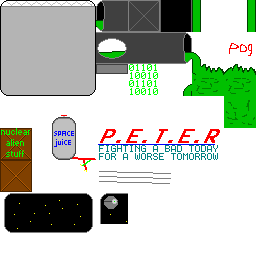 PDg
01101
10010
01101
10010
nuclear
alien
stuff
SPACE
juiCE
P.E.T.E.R
FIGHTING A BAD TODAY
FOR A WORSE TOMORROW